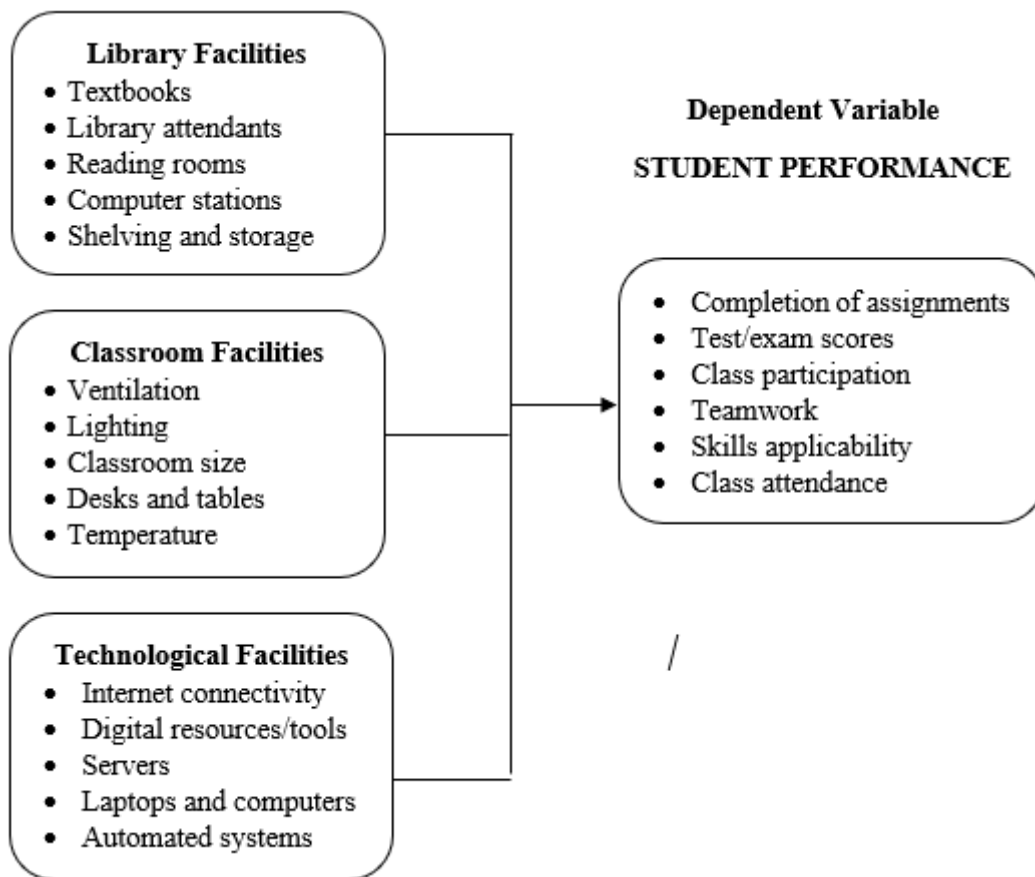 Library Facilities
• Textbooks
• Library attendants
• Reading rooms
• Computer stations
• Shelving and storage
Classroom Facilities
• Ventilation
• Lighting
• Classroom size
• Desks and tables
• Temperature
Technological Facilities
• Internet connectivity
• Digital resources/tools
• Servers
• Laptops and computers
• Automated systems
Dependent Variable
STUDENT PERFORMANCE
• Completion of assignments
• Test/exam scores
• Class participation
• Teamwork
• Skills applicability
• Class attendance
/